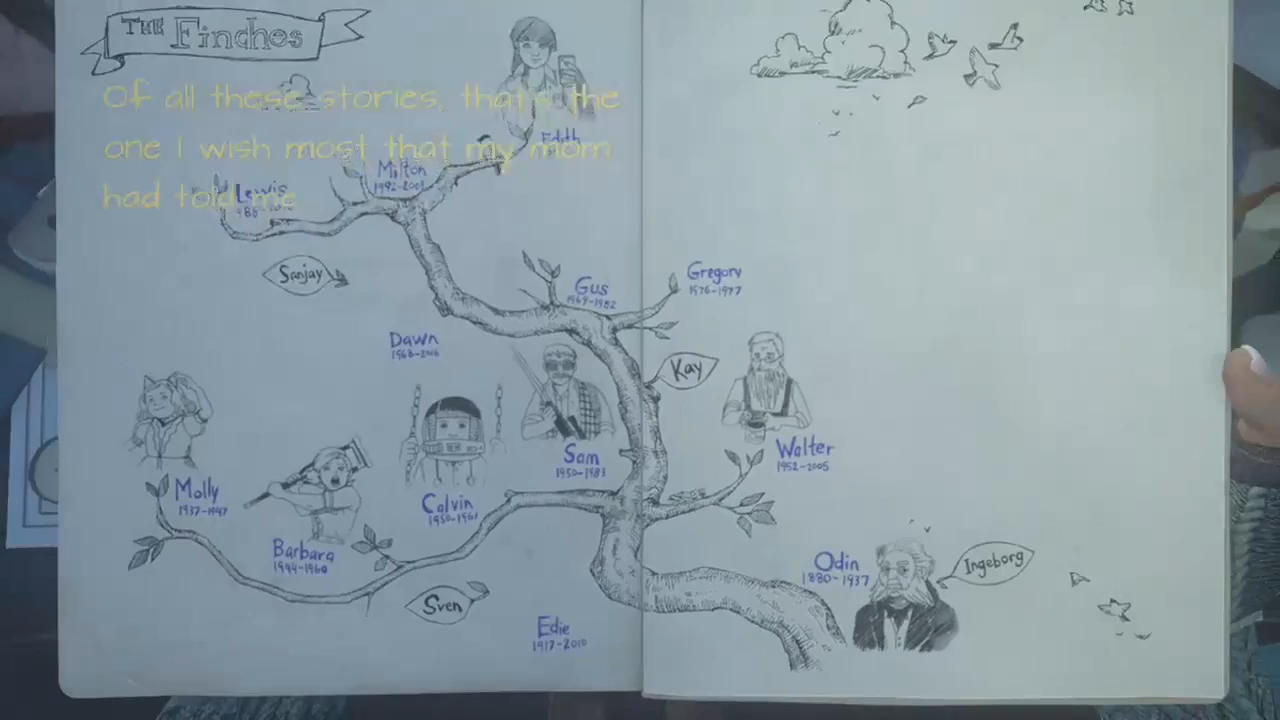 THE Finches
Of all these stories, that's the
one I wish most that my mom
had told me
Edith
Milton
Lewis
Sanjay
Gus
1969-1982
Gregory
1976-1977
Dawn
1968-2016
Kay
Molly
1937-1947
Barbara
1944-1960
Calvin
1950-1961
Sam
1950-1983
Walter
1952-2005
Sven
Edie
1917-2010
Odin
1880-1937
Ingeborg